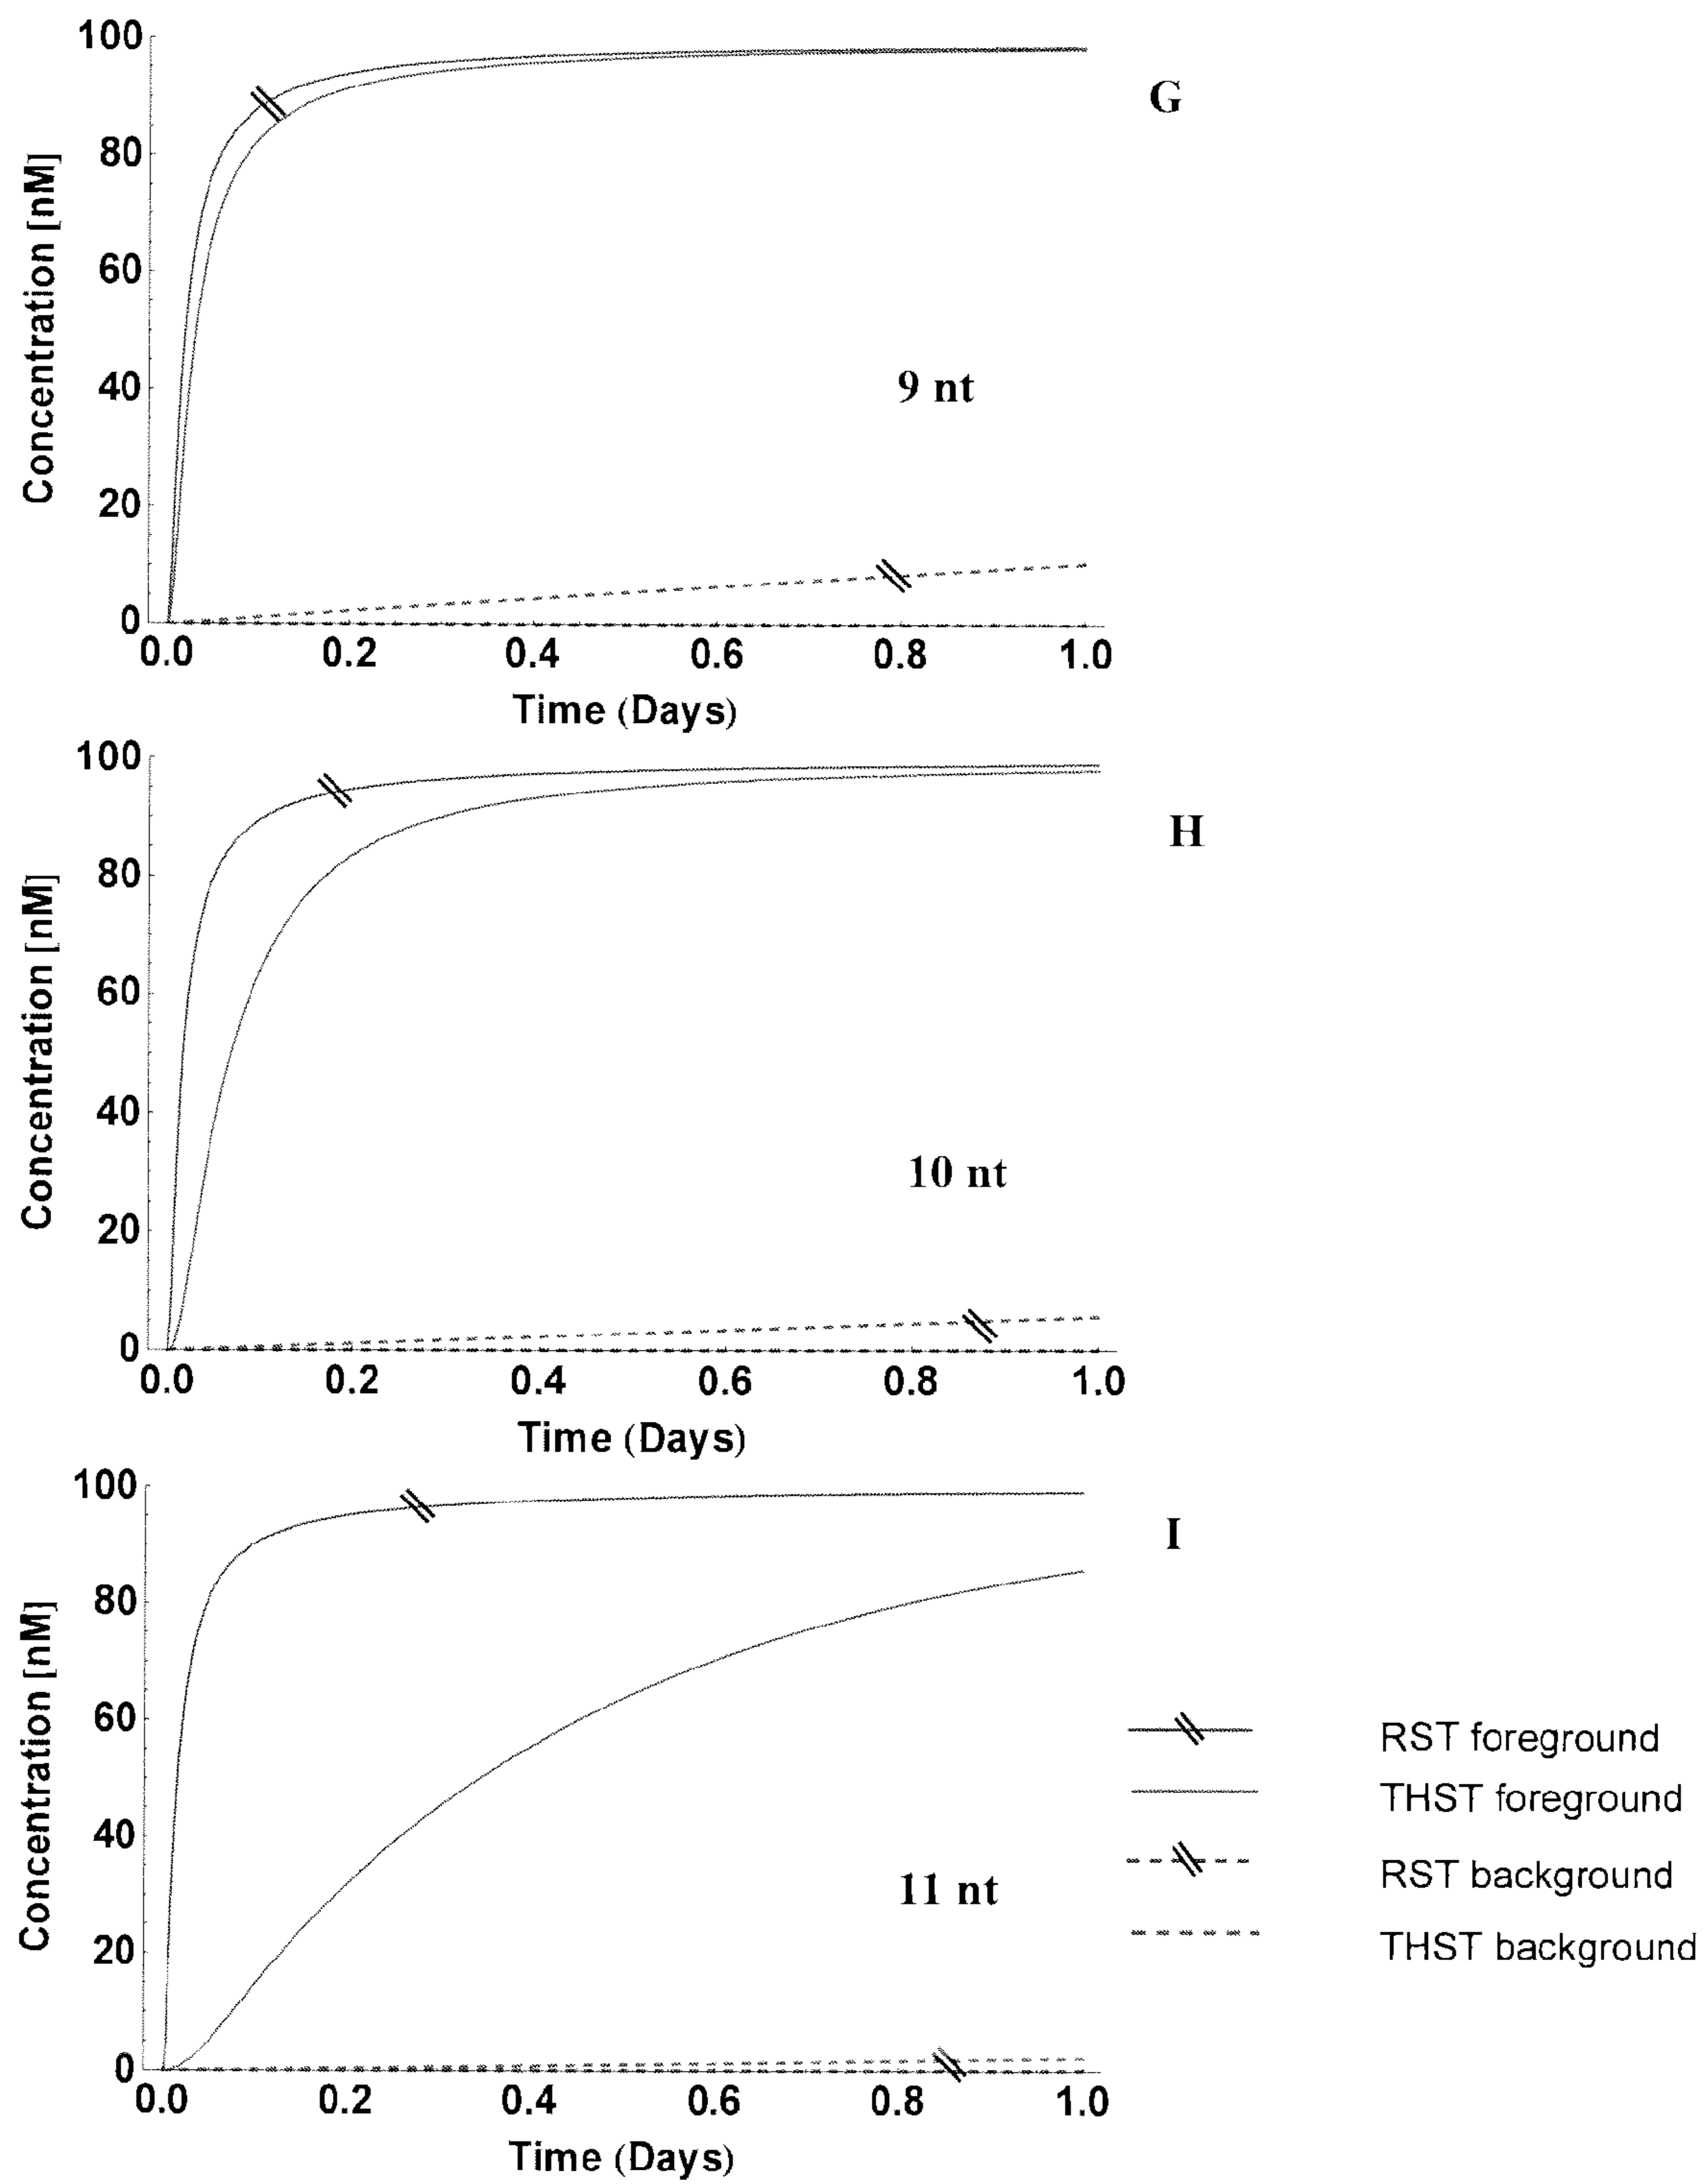 100
80
60
40
20
0
Concentration [nM]
0.0 0.2 0.4 0.6 0.8 1.0
Time (Days)
G
9 nt
100
80
60
40
20
0
Concentration [nM]
0.0 0.2 0.4 0.6 0.8 1.0
Time (Days)
H
10 nt
100
80
60
40
20
0
Concentration [nM]
0.0 0.2 0.4 0.6 0.8 1.0
Time (Days)
I
11 nt
RST foreground
THST foreground
RST background
THST background